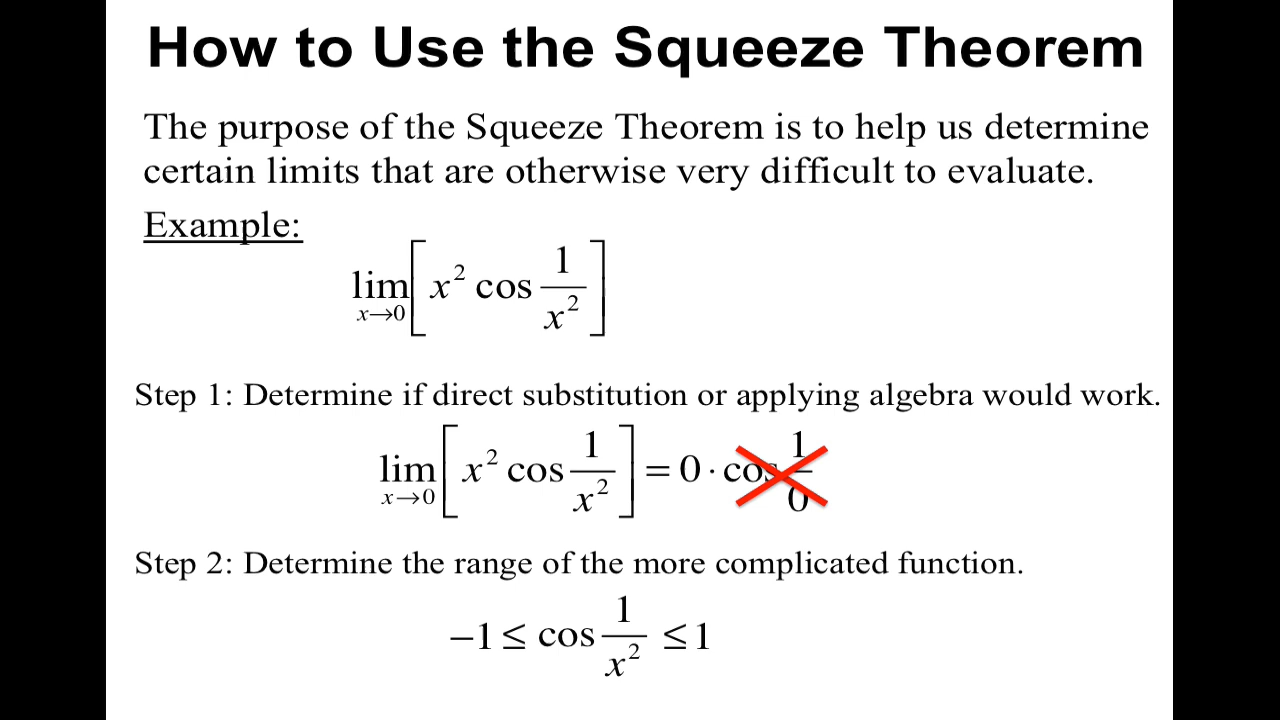 How to Use the Squeeze Theorem
The purpose of the Squeeze Theorem is to help us determine
certain limits that are otherwise very difficult to evaluate.
Example:
lim x→0 [ x² cos 1/x² ]
Step 1: Determine if direct substitution or applying algebra would work.
lim x→0 [ x² cos 1/x² ] = 0 · cos 1/0
Step 2: Determine the range of the more complicated function.
−1 ≤ cos 1/x² ≤ 1